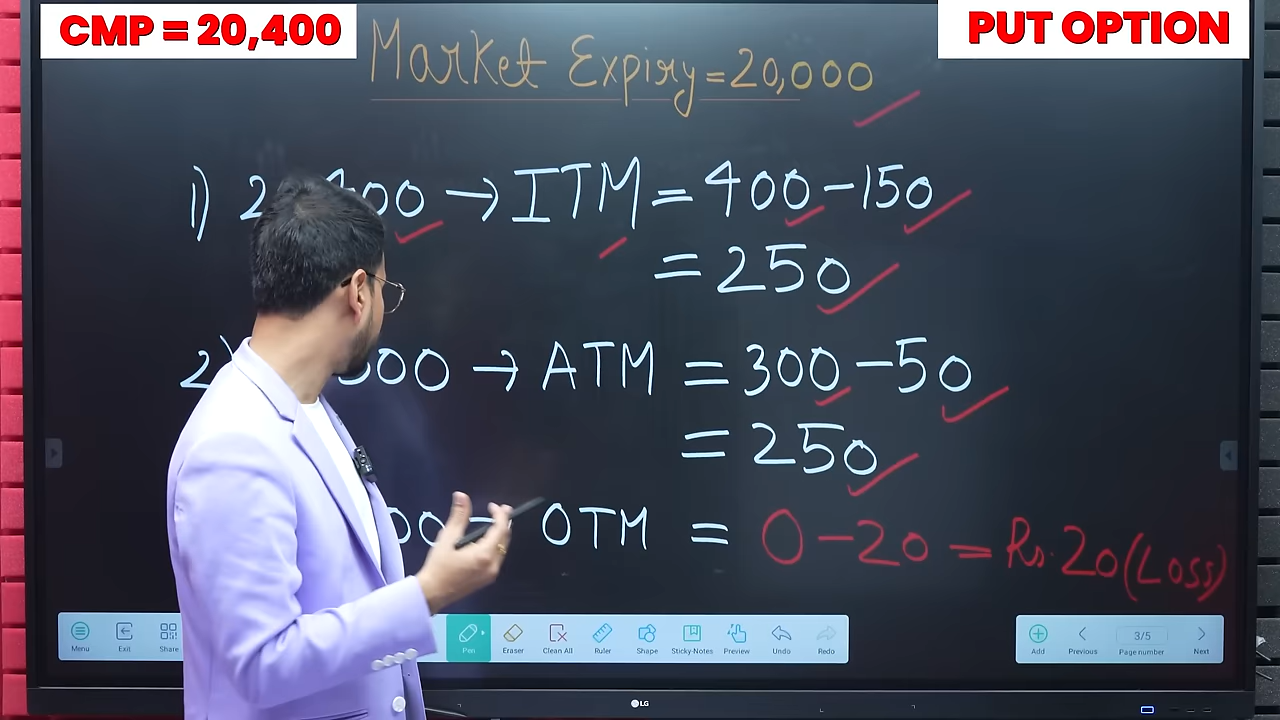 CMP = 20,400
PUT OPTION
Market Expiry = 20,000
1) 2 400 → ITM = 400 - 150
= 250
2) 300 → ATM = 300 - 50
= 250
00 → OTM = 0 - 20 = Rs. 20 (Loss)
Menu Exit Share Pen Eraser Clean All Ruler Shape Sticky-Notes Preview Undo Redo
Add Previous 3/5 Page number Next
LG